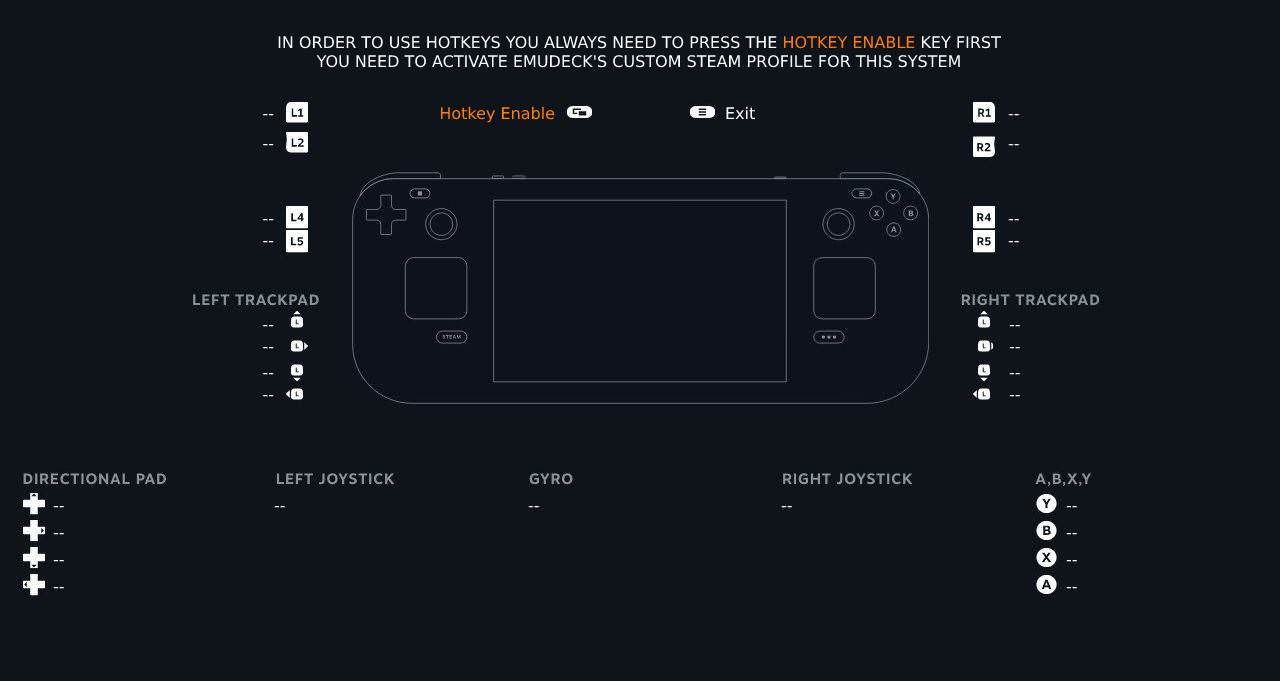 IN ORDER TO USE HOTKEYS YOU ALWAYS NEED TO PRESS THE HOTKEY ENABLE KEY FIRST
YOU NEED TO ACTIVATE EMUDECK'S CUSTOM STEAM PROFILE FOR THIS SYSTEM
-- L1 Hotkey Enable Exit R1 --
-- L2 R2 --
Y
X B
A
-- L4 R4 --
-- L5 R5 --
LEFT TRACKPAD RIGHT TRACKPAD
-- L L --
STEAM
-- L L --
-- L L --
-- L L --
DIRECTIONAL PAD LEFT JOYSTICK GYRO RIGHT JOYSTICK A,B,X,Y
-- -- -- -- Y --
-- B --
-- X --
-- A --